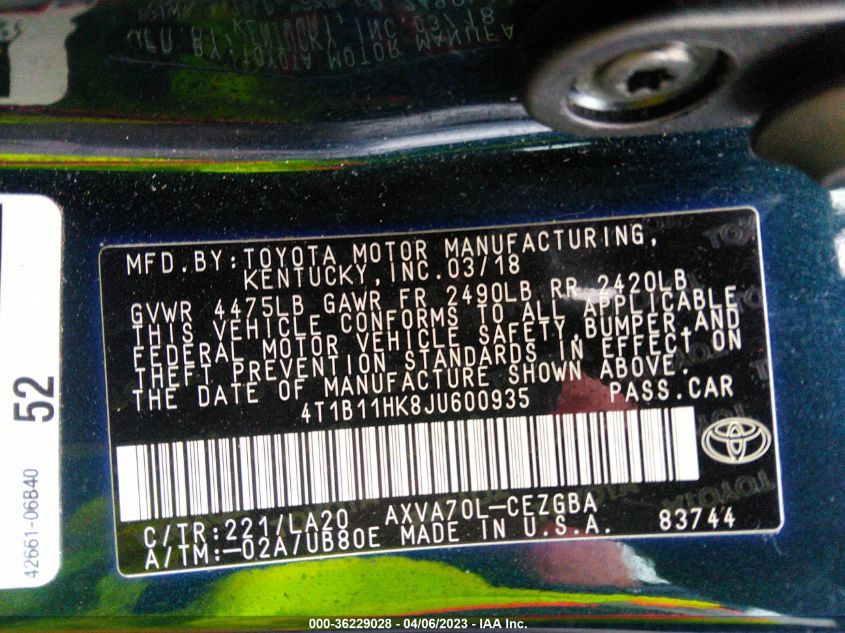 MFD.BY:TOYOTA MOTOR MANUFACTURING,
KENTUCKY,INC.03/18
GVWR 4475LB GAWR FR 2490LB RR 2420LB
THIS VEHICLE CONFORMS TO ALL APPLICABLE
FEDERAL MOTOR VEHICLE SAFETY,BUMPER,AND
THEFT PREVENTION STANDARDS IN EFFECT ON
THE DATE OF MANUFACTURE SHOWN ABOVE.
4T1B11HK8JU600935 PASS.CAR
C/TR:221/LA20 AXVA70L-CEZGBA
A/TM:-02A/UB80E MADE IN U.S.A. 83744
52
42661-06B40
000-36229028 - 04/06/2023 - IAA Inc.